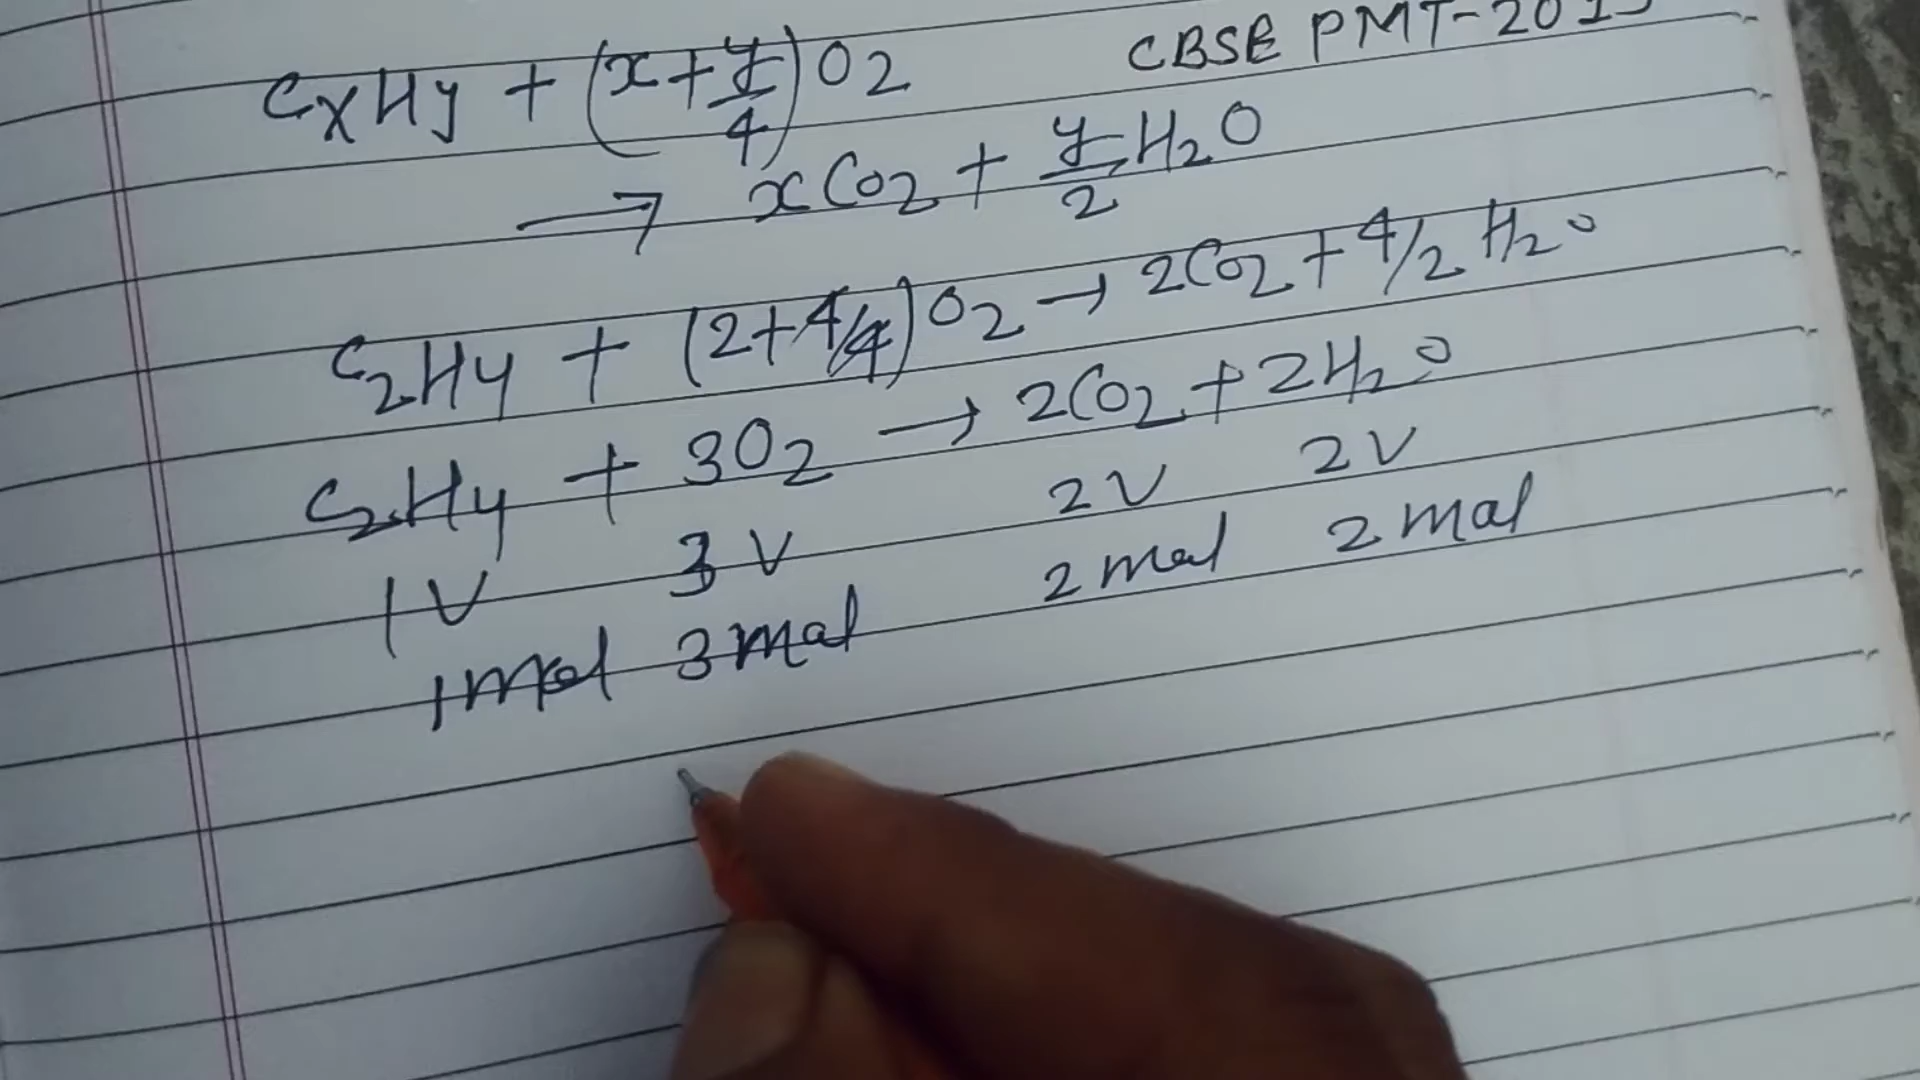 CBSE PMT-201
CxHy + (x+y/4)O2
→ xCO2 + y/2 H2O
C2H4 + (2+4/4)O2 → 2CO2 + 4/2 H2O
C2H4 + 3O2 → 2CO2 + 2H2O
1V 3V 2V 2V
1mol 3mol 2mol 2mol